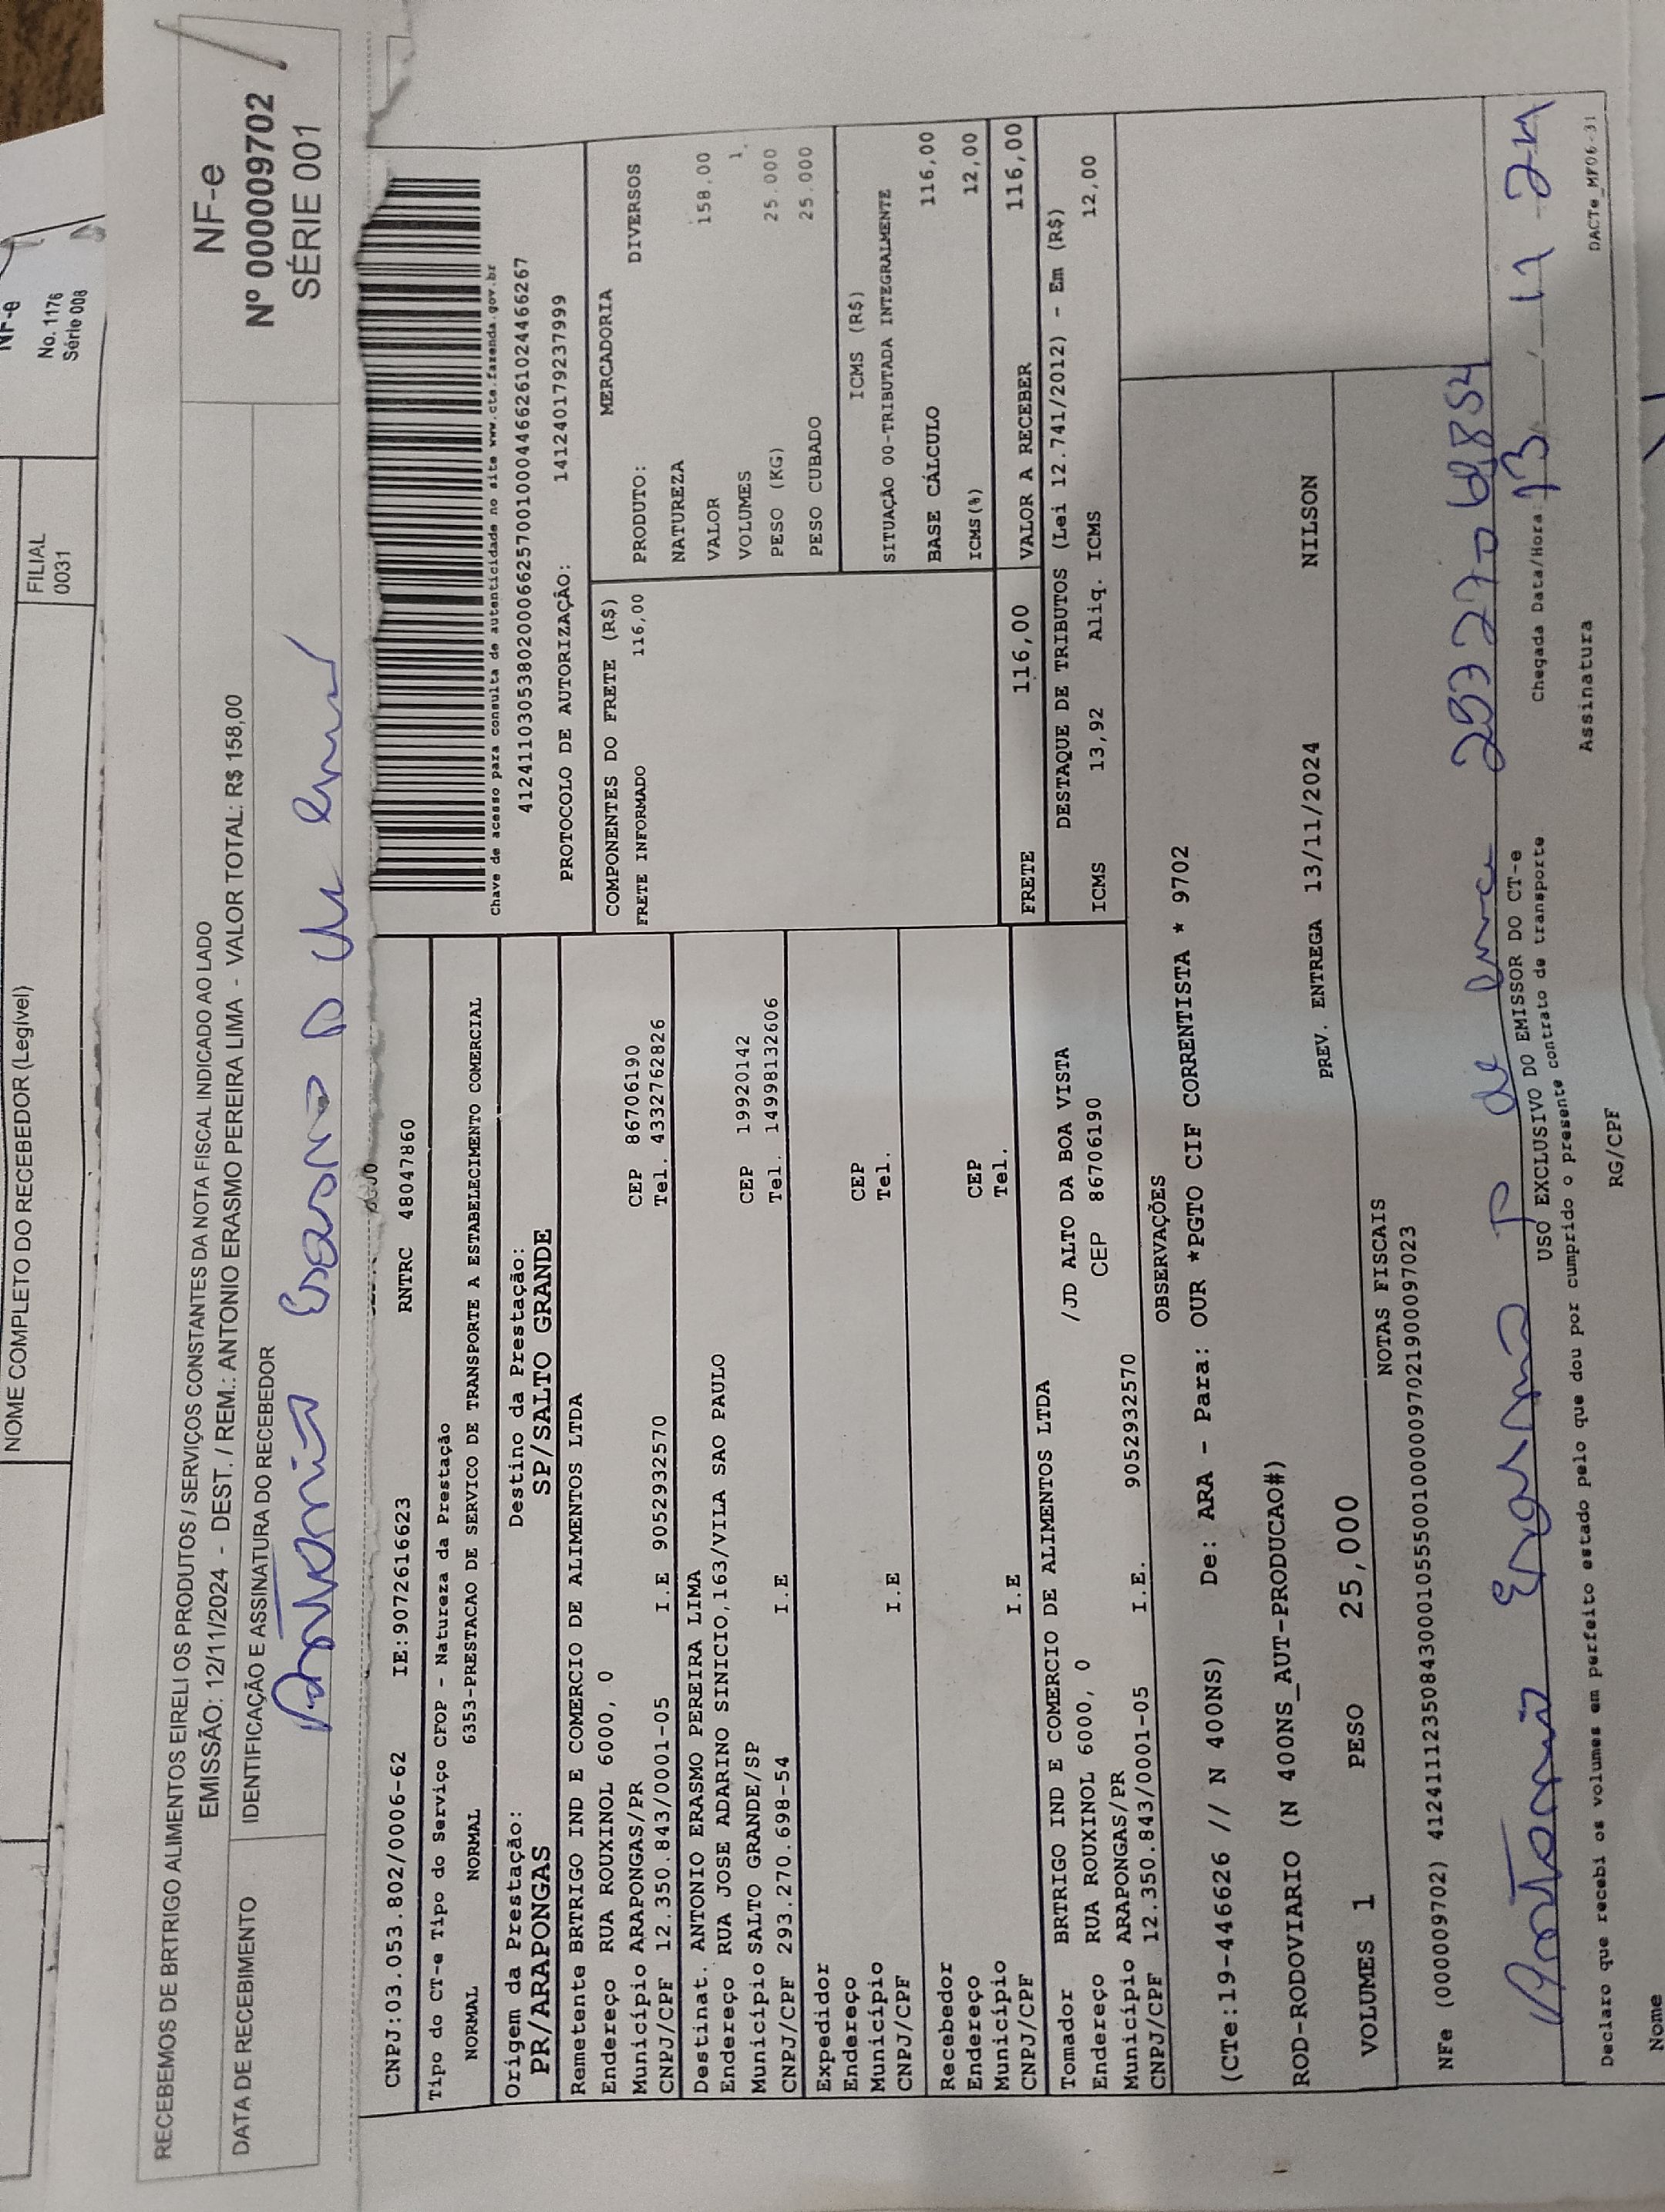 NF-e
No. 1176
Série 008
NOME COMPLETO DO RECEBEDOR (Legível)
FILIAL
0031
RECEBEMOS DE BRTRIGO ALIMENTOS EIRELI OS PRODUTOS / SERVIÇOS CONSTANTES DA NOTA FISCAL INDICADO AO LADO
EMISSÃO: 12/11/2024 - DEST. / REM.: ANTONIO ERASMO PEREIRA LIMA - VALOR TOTAL: R$ 158,00
DATA DE RECEBIMENTO
IDENTIFICAÇÃO E ASSINATURA DO RECEBEDOR
Antonio Erasmo P de Lima
NF-e
Nº 000009702
SÉRIE 001
CNPJ:03.053.802/0006-62 IE:9072616623 RNTRC 48047860
Tipo do CT-e Tipo do Serviço CFOP - Natureza da Prestação
NORMAL NORMAL 6353-PRESTACAO DE SERVICO DE TRANSPORTE A ESTABELECIMENTO COMERCIAL
Origem da Prestação: Destino da Prestação:
PR/ARAPONGAS SP/SALTO GRANDE
Remetente BRTRIGO IND E COMERCIO DE ALIMENTOS LTDA
Endereço RUA ROUXINOL 6000, 0
Município ARAPONGAS/PR CEP 86706190
CNPJ/CPF 12.350.843/0001-05 I.E 9052932570 Tel. 4332762826
Destinat. ANTONIO ERASMO PEREIRA LIMA
Endereço RUA JOSE ADARINO SINICIO,163/VILA SAO PAULO
Município SALTO GRANDE/SP CEP 19920142
CNPJ/CPF 293.270.698-54 I.E Tel. 14998132606
Expedidor
Endereço
Município CEP
CNPJ/CPF I.E Tel.
Recebedor
Endereço
Município CEP
CNPJ/CPF I.E Tel.
Tomador BRTRIGO IND E COMERCIO DE ALIMENTOS LTDA
Endereço RUA ROUXINOL 6000, 0 /JD ALTO DA BOA VISTA
Município ARAPONGAS/PR CEP 86706190
CNPJ/CPF 12.350.843/0001-05 I.E. 9052932570
Chave de acesso para consulta de autenticidade no site www.cte.fazenda.gov.br
41241103053802000662570010004466261024466267
PROTOCOLO DE AUTORIZAÇÃO: 141240179237999
COMPONENTES DO FRETE (R$)
FRETE INFORMADO 116,00
MERCADORIA
PRODUTO: DIVERSOS
NATUREZA
VALOR 158,00
VOLUMES 1,
PESO (KG) 25.000
PESO CUBADO 25.000
ICMS (R$)
SITUAÇÃO 00-TRIBUTADA INTEGRALMENTE
BASE CÁLCULO 116,00
ICMS(%) 12,00
FRETE 116,00 VALOR A RECEBER 116,00
DESTAQUE DE TRIBUTOS (Lei 12.741/2012) - Em (R$)
ICMS 13,92 Aliq. ICMS 12,00
OBSERVAÇÕES
(CTe:19-446626 // N 400NS) De: ARA - Para: OUR *PGTO CIF CORRENTISTA * 9702
ROD-RODOVIARIO (N 400NS_AUT-PRODUCAO#)
PREV. ENTREGA 13/11/2024 NILSON
VOLUMES 1 PESO 25,000
NOTAS FISCAIS
NFe (000009702) 41241112350843000105550010000097021900097023
Antonio Erasmo P de Lima 29327069854
USO EXCLUSIVO DO EMISSOR DO CT-e
Declaro que recebi os volumes em perfeito estado pelo que dou por cumprido o presente contrato de transporte
Chegada Data/Hora: 13 / 11 24
Nome RG/CPF Assinatura
DACTe_MF06-31